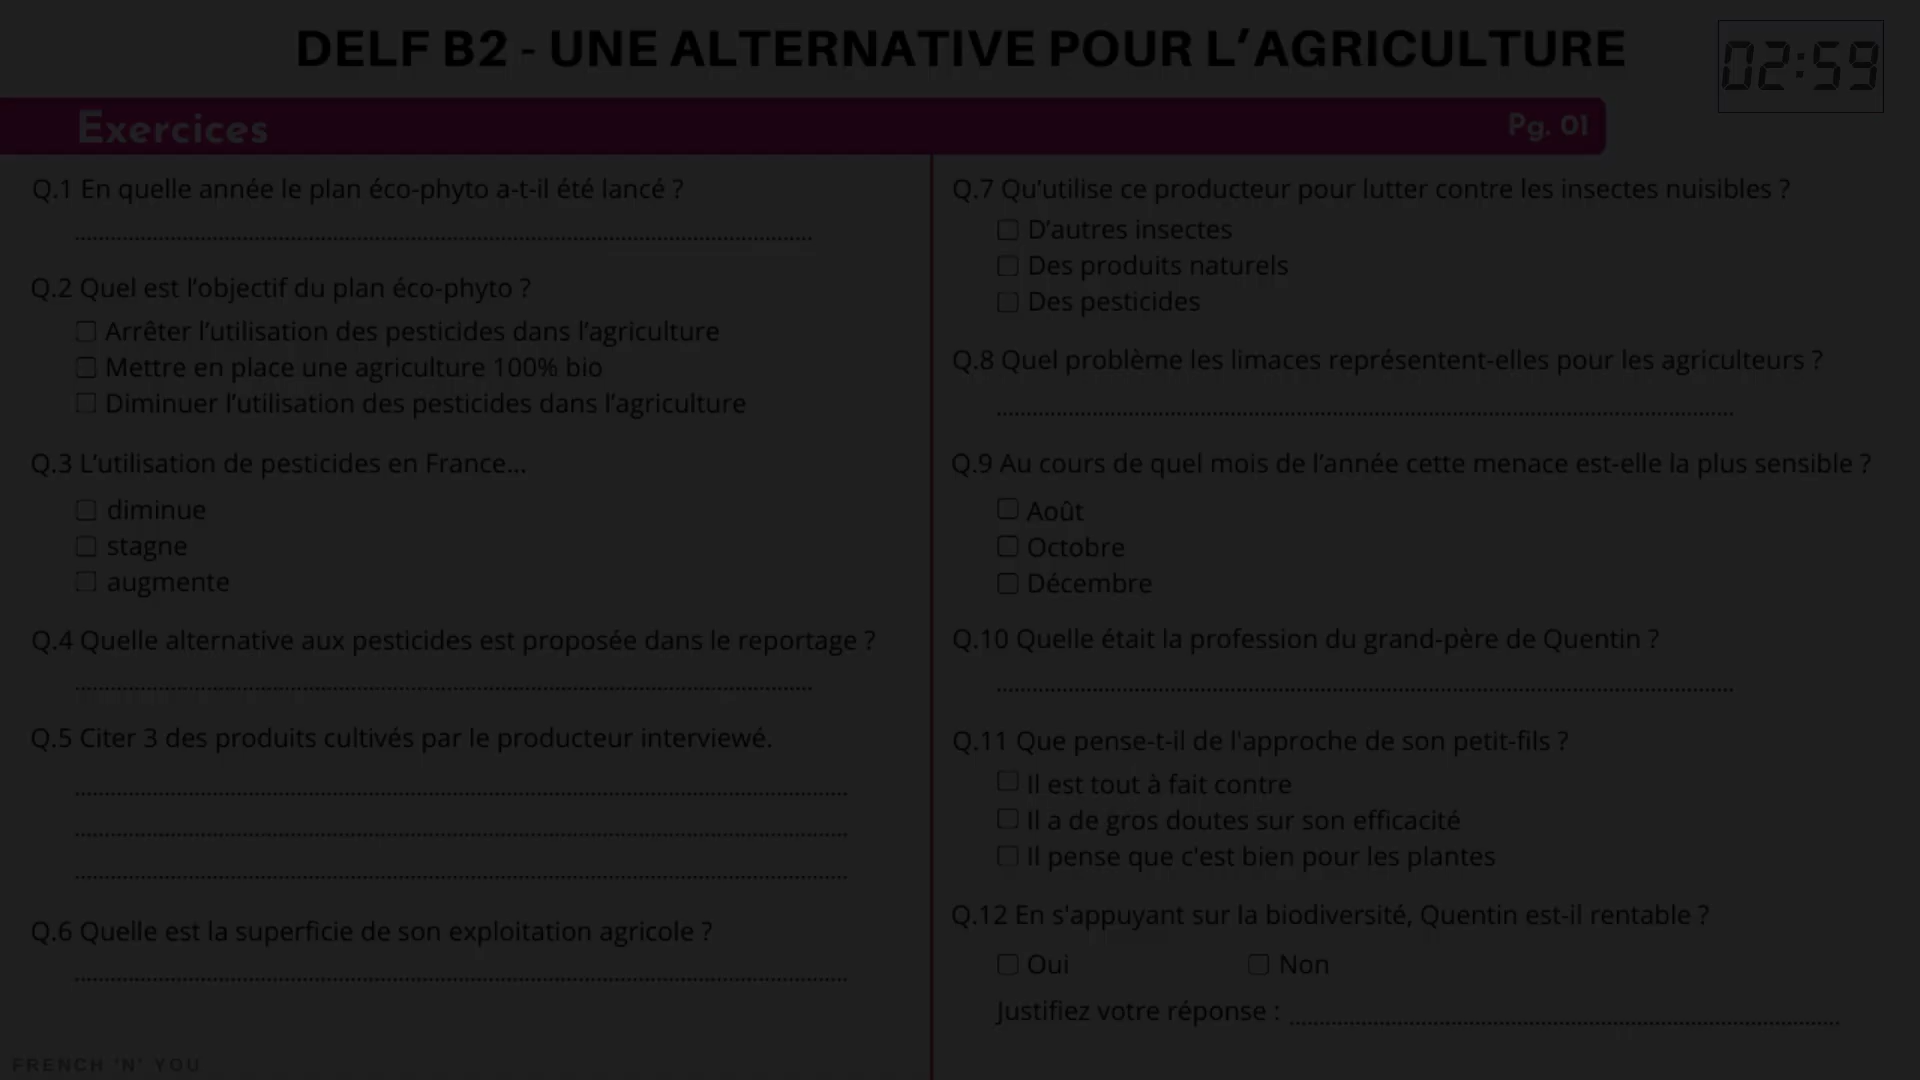 DELF B2 - UNE ALTERNATIVE POUR L'AGRICULTURE
02:59
Exercices
Pg. 01
Q.1 En quelle année le plan éco-phyto a-t-il été lancé ?
Q.2 Quel est l'objectif du plan éco-phyto ?
Arrêter l'utilisation des pesticides dans l'agriculture
Mettre en place une agriculture 100% bio
Diminuer l'utilisation des pesticides dans l'agriculture
Q.3 L'utilisation de pesticides en France...
diminue
stagne
augmente
Q.4 Quelle alternative aux pesticides est proposée dans le reportage ?
Q.5 Citer 3 des produits cultivés par le producteur interviewé.
Q.6 Quelle est la superficie de son exploitation agricole ?
Q.7 Qu'utilise ce producteur pour lutter contre les insectes nuisibles ?
D'autres insectes
Des produits naturels
Des pesticides
Q.8 Quel problème les limaces représentent-elles pour les agriculteurs ?
Q.9 Au cours de quel mois de l'année cette menace est-elle la plus sensible ?
Août
Octobre
Décembre
Q.10 Quelle était la profession du grand-père de Quentin ?
Q.11 Que pense-t-il de l'approche de son petit-fils ?
Il est tout à fait contre
Il a de gros doutes sur son efficacité
Il pense que c'est bien pour les plantes
Q.12 En s'appuyant sur la biodiversité, Quentin est-il rentable ?
Oui
Non
Justifiez votre réponse :
FRENCH 'N' YOU